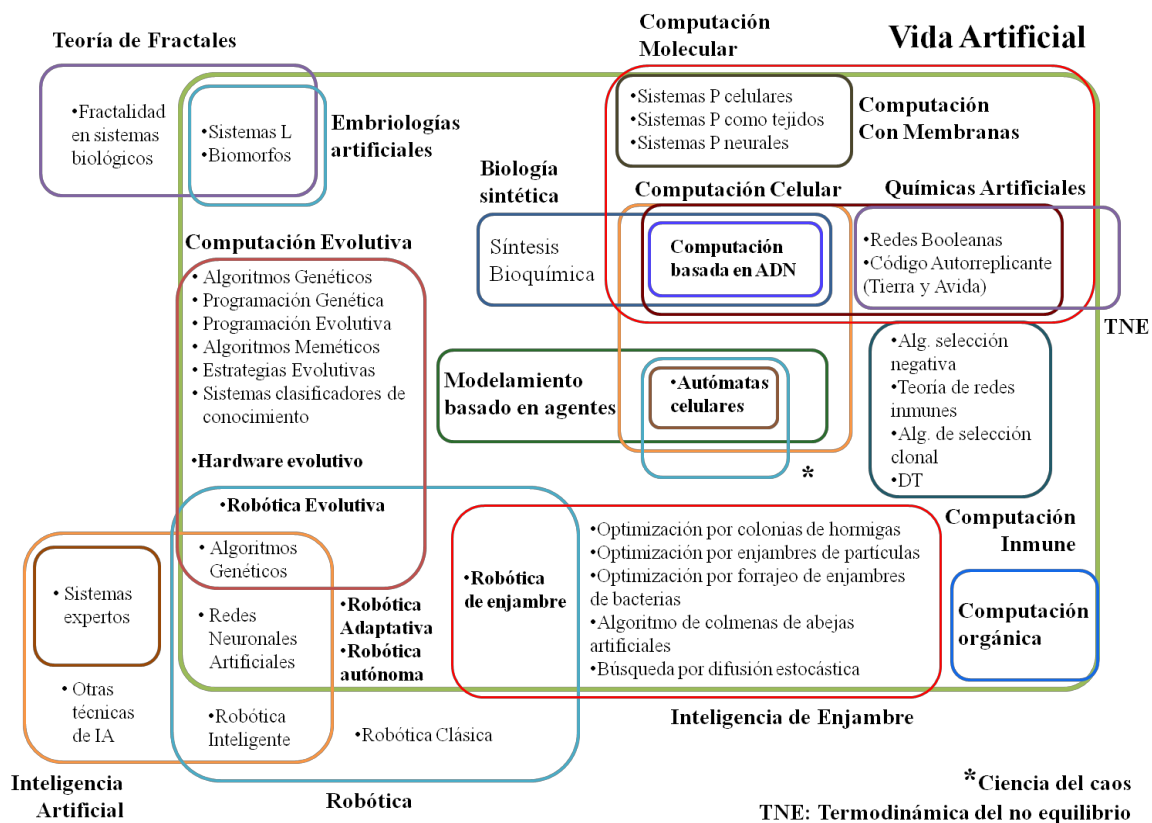 Vida Artificial
Teoría de Fractales
•Fractalidad
en sistemas
biológicos
•Sistemas L
•Biomorfos
Embriologías
artificiales
Computación
Molecular
•Sistemas P celulares
•Sistemas P como tejidos
•Sistemas P neurales
Computación
Con Membranas
Biología
sintética
Síntesis
Bioquímica
Computación Celular
Computación
basada en ADN
Químicas Artificiales
•Redes Booleanas
•Código Autorreplicante
(Tierra y Avida)
TNE
Computación Evolutiva
• Algoritmos Genéticos
• Programación Genética
• Programación Evolutiva
• Algoritmos Meméticos
• Estrategias Evolutivas
• Sistemas clasificadores de
conocimiento
•Hardware evolutivo
•Robótica Evolutiva
Modelamiento
basado en agentes
•Autómatas
celulares
*
•Alg. selección
negativa
•Teoría de redes
inmunes
•Alg. de selección
clonal
•DT
Computación
Inmune
• Algoritmos
Genéticos
• Sistemas
expertos
• Redes
Neuronales
Artificiales
•Robótica
Adaptativa
•Robótica
autónoma
•Robótica
de enjambre
•Optimización por colonias de hormigas
•Optimización por enjambres de partículas
•Optimización por forrajeo de enjambres
de bacterias
•Algoritmo de colmenas de abejas
artificiales
•Búsqueda por difusión estocástica
Computación
orgánica
• Otras
técnicas
de IA
•Robótica
Inteligente
•Robótica Clásica
Inteligencia de Enjambre
Inteligencia
Artificial
Robótica
*Ciencia del caos
TNE: Termodinámica del no equilibrio